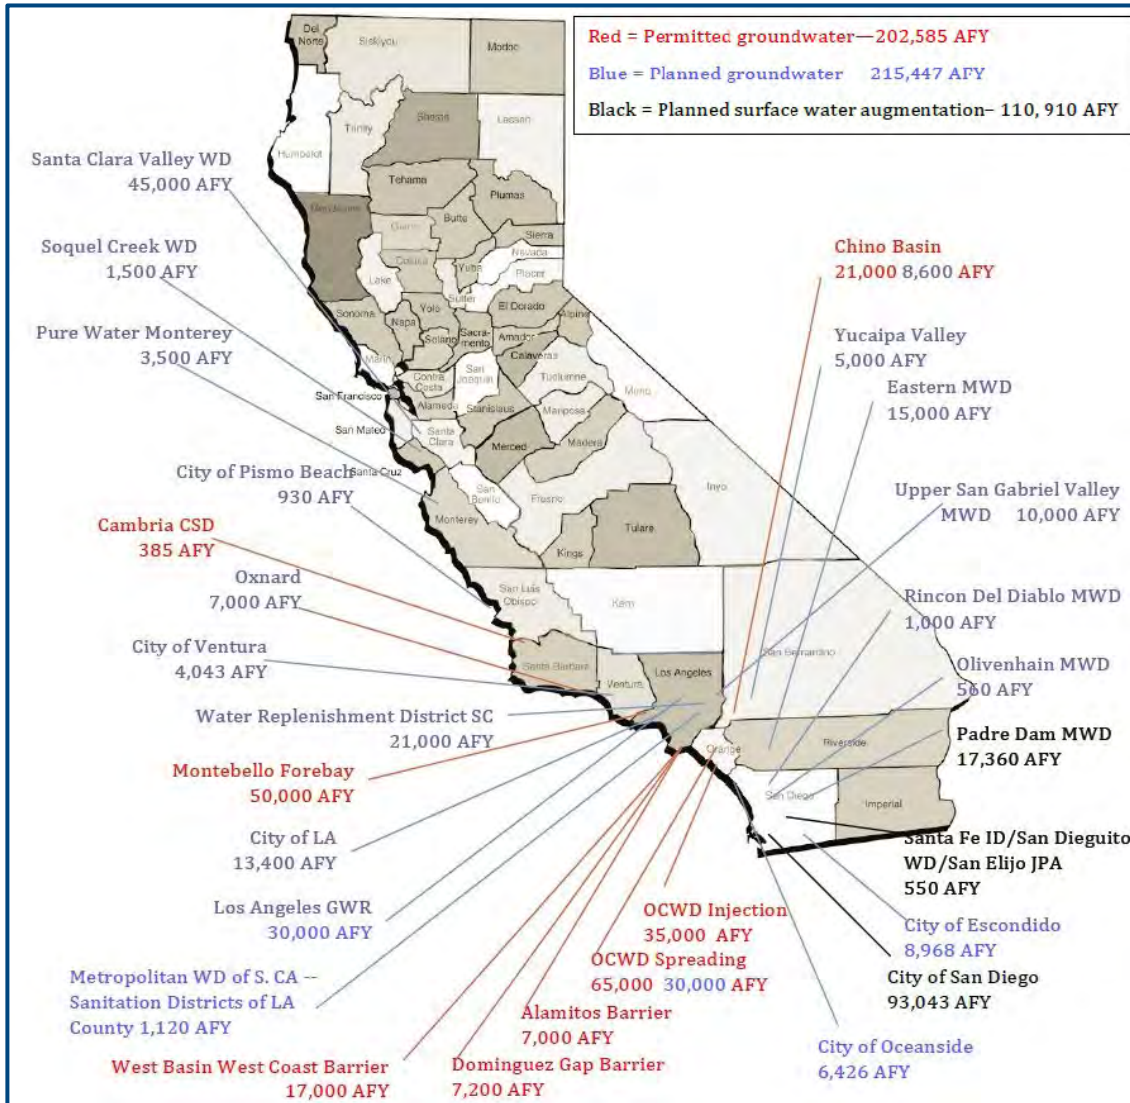 Red = Permitted groundwater—202,585 AFY
Blue = Planned groundwater 215,447 AFY
Black = Planned surface water augmentation– 110, 910 AFY
Santa Clara Valley WD
45,000 AFY
Soquel Creek WD
1,500 AFY
Pure Water Monterey
3,500 AFY
City of Pismo Beach
930 AFY
Cambria CSD
385 AFY
Oxnard
7,000 AFY
City of Ventura
4,043 AFY
Water Replenishment District SC
21,000 AFY
Montebello Forebay
50,000 AFY
City of LA
13,400 AFY
Los Angeles GWR
30,000 AFY
Metropolitan WD of S. CA --
Sanitation Districts of LA
County 1,120 AFY
West Basin West Coast Barrier
17,000 AFY
Dominguez Gap Barrier
7,200 AFY
Alamitos Barrier
7,000 AFY
OCWD Spreading
65,000 30,000 AFY
OCWD Injection
35,000 AFY
Chino Basin
21,000 8,600 AFY
Yucaipa Valley
5,000 AFY
Eastern MWD
15,000 AFY
Upper San Gabriel Valley
MWD 10,000 AFY
Rincon Del Diablo MWD
1,000 AFY
Olivenhain MWD
560 AFY
Padre Dam MWD
17,360 AFY
Santa Fe ID/San Dieguito
WD/San Elijo JPA
550 AFY
City of Escondido
8,968 AFY
City of San Diego
93,043 AFY
City of Oceanside
6,426 AFY
Del
Norte
Siskiyou
Modoc
Humboldt
Trinity
Shasta
Lassen
Tehama
Plumas
Mendocino
Glenn
Butte
Sierra
Colusa
Nevada
Lake
Yuba
Placer
Sutter
Sonoma
Napa
Yolo
El Dorado
Alpine
Solano
Sacra-
mento
Amador
Calaveras
Marin
Contra
Costa
San
Joaquin
Tuolumne
Mono
San Francisco
Alameda
Stanislaus
Mariposa
San Mateo
Santa
Clara
Merced
Madera
Santa Cruz
San
Benito
Fresno
Inyo
Monterey
Kings
Tulare
San Luis
Obispo
Kern
San Bernardino
Santa Barbara
Ventura
Los Angeles
Orange
Riverside
San Diego
Imperial